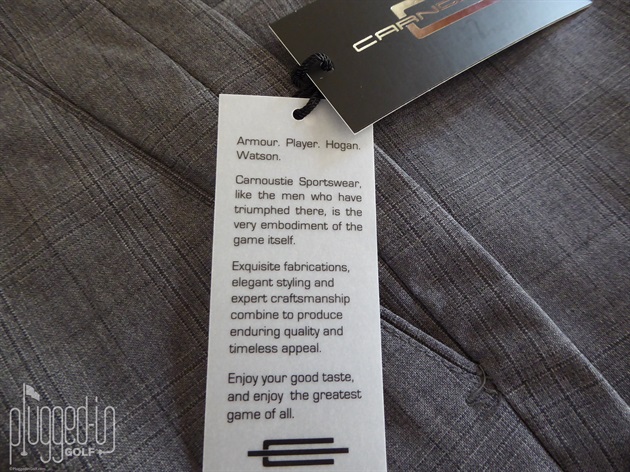 Armour. Player. Hogan.
Watson.
Carnoustie Sportswear,
like the men who have
triumphed there, is the
very embodiment of the
game itself.
Exquisite fabrications,
elegant styling and
expert craftsmanship
combine to produce
enduring quality and
timeless appeal.
Enjoy your good taste,
and enjoy the greatest
game of all.
plugged-in
GOLF